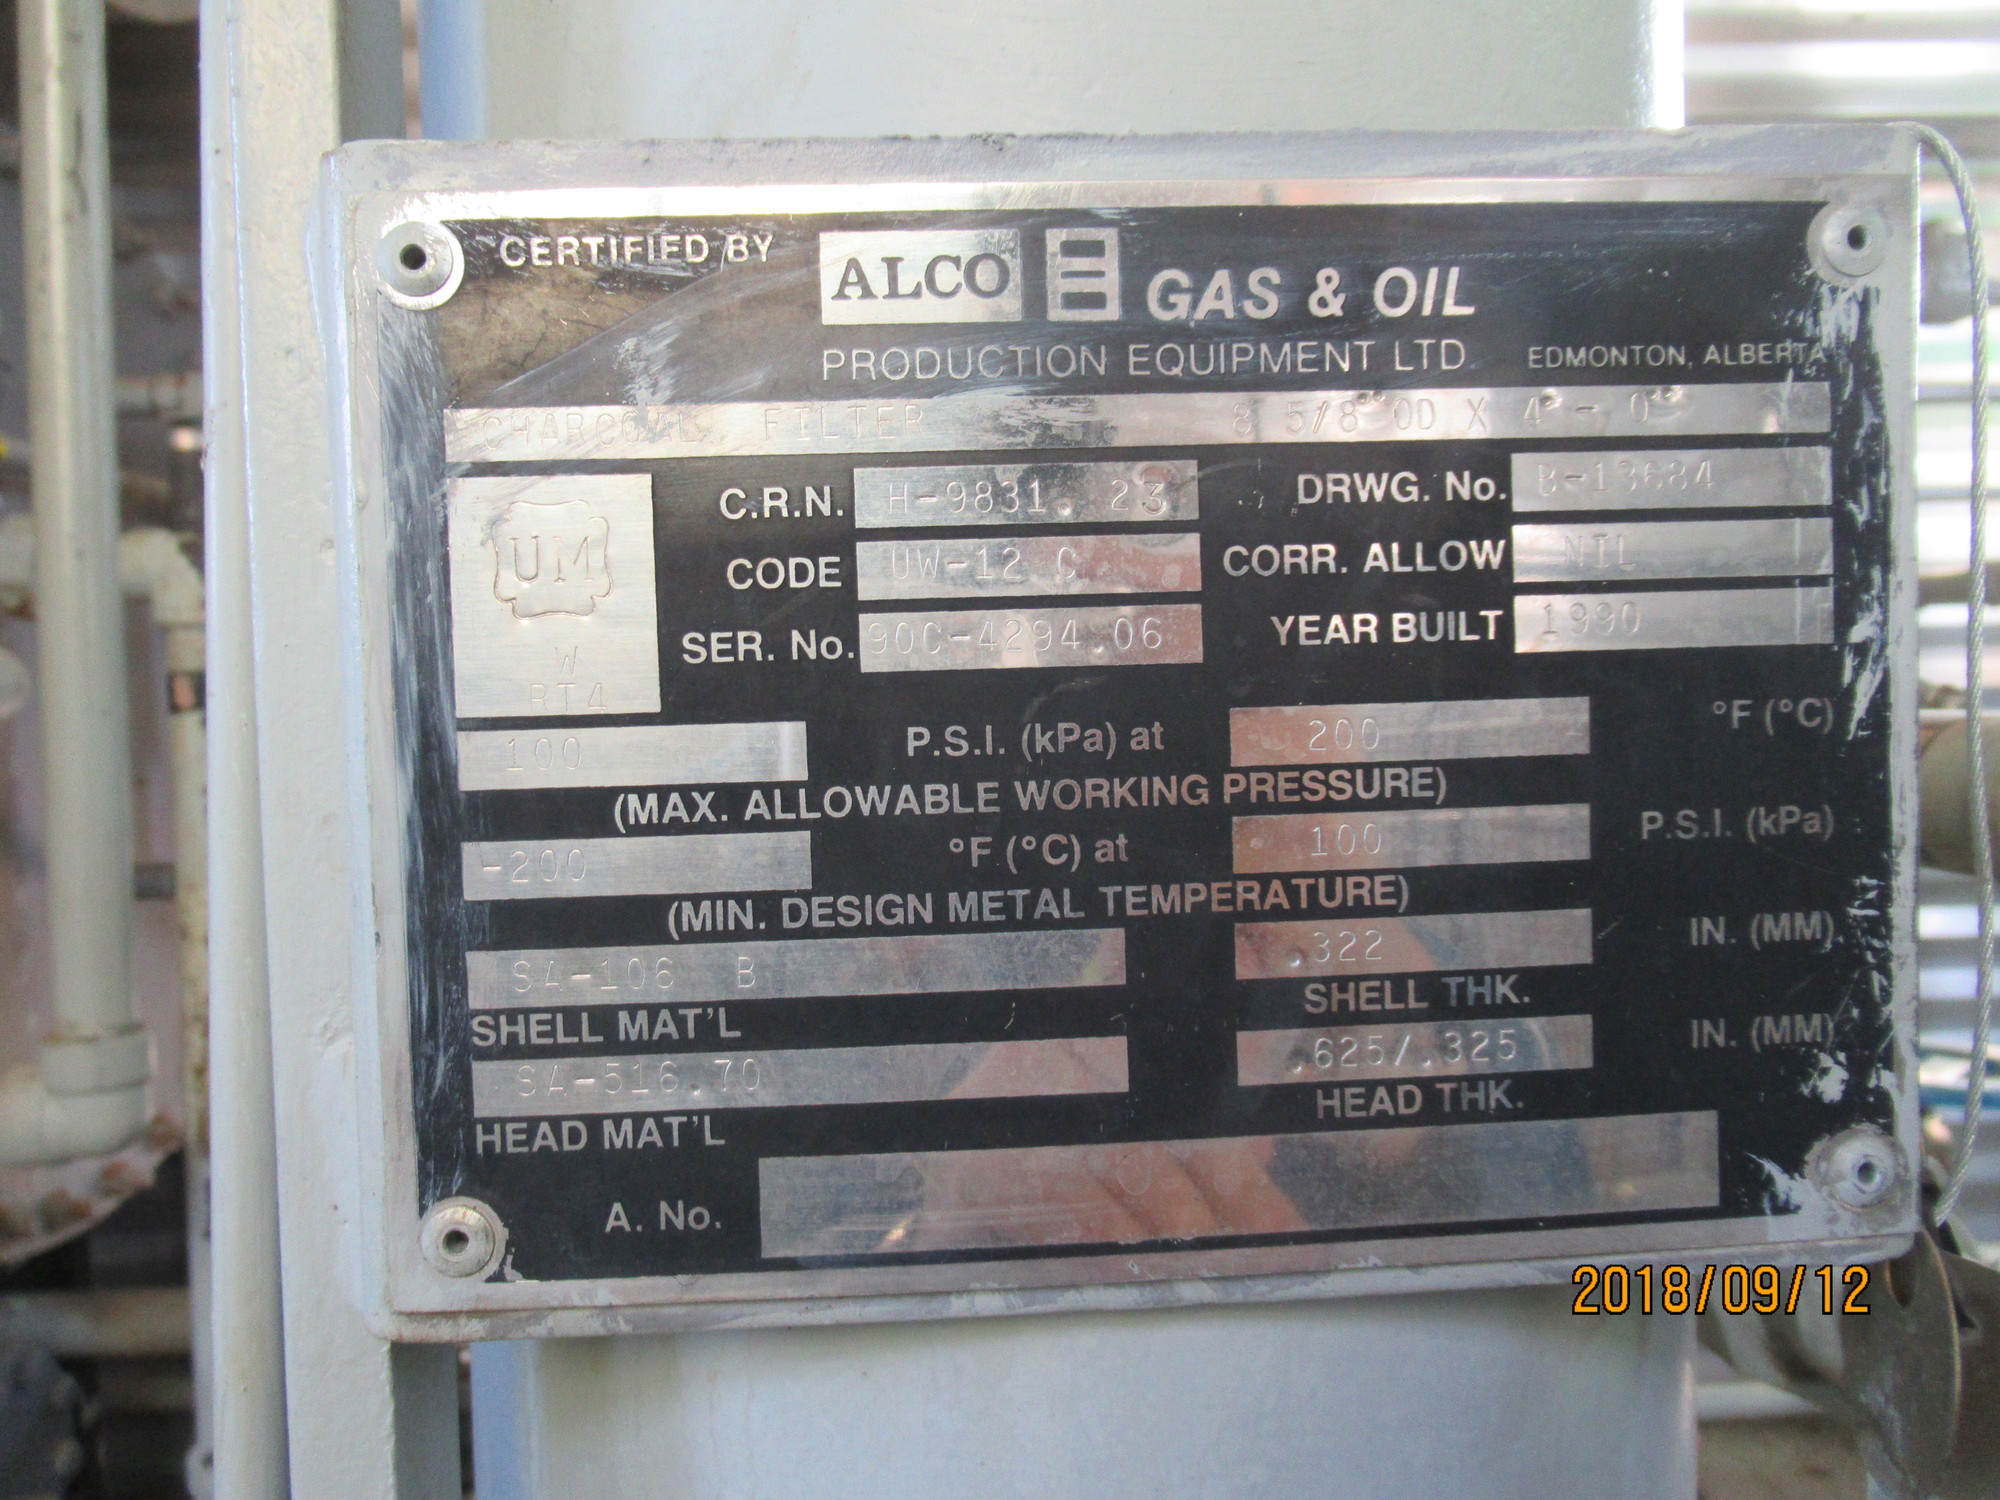 CERTIFIED BY ALCO GAS & OIL
PRODUCTION EQUIPMENT LTD. EDMONTON, ALBERTA
CHARCOAL FILTER 8 5/8" OD X 4' - 0"
UM
W
RT4
C.R.N. H-9831. 23 DRWG. No. B-13684
CODE UW-12 C CORR. ALLOW NIL
SER. No. 90C-4294.06 YEAR BUILT 1990
100 P.S.I. (kPa) at 200 °F (°C)
(MAX. ALLOWABLE WORKING PRESSURE)
-200 °F (°C) at 100 P.S.I. (kPa)
(MIN. DESIGN METAL TEMPERATURE)
SA-106 B .322 IN. (MM)
SHELL MAT'L SHELL THK.
SA-516.70 .625/.325 IN. (MM)
HEAD MAT'L HEAD THK.
A. No.
2018/09/12